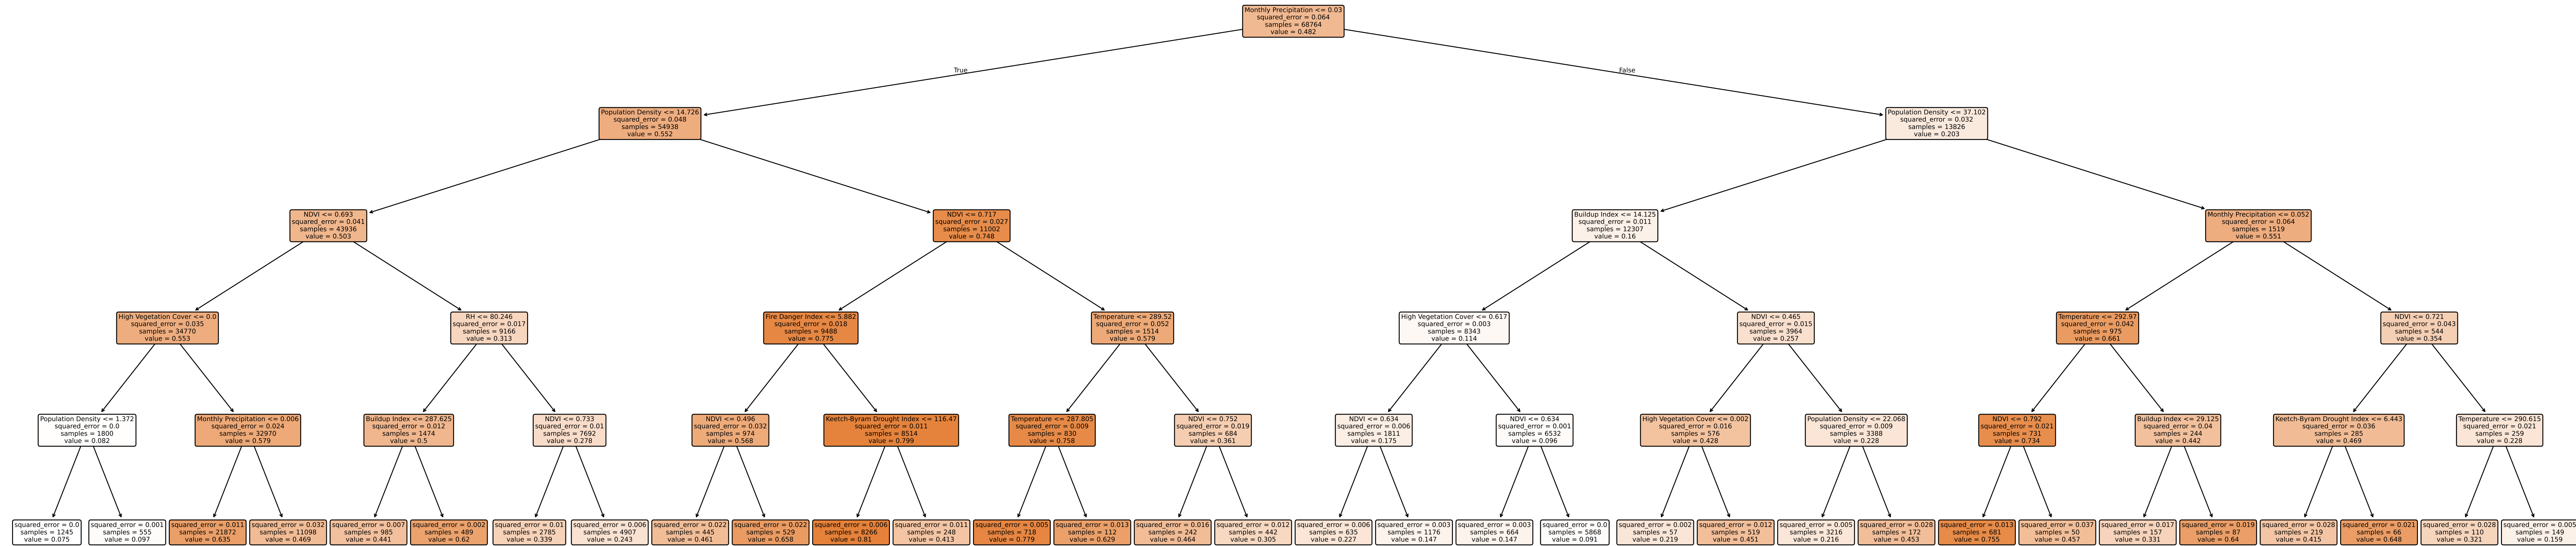 Monthly Precipitation <= 0.03
squared_error = 0.064
samples = 68764
value = 0.482
True
False
Population Density <= 14.726
squared_error = 0.048
samples = 54938
value = 0.552
Population Density <= 37.102
squared_error = 0.032
samples = 13826
value = 0.203
NDVI <= 0.693
squared_error = 0.041
samples = 43936
value = 0.503
NDVI <= 0.717
squared_error = 0.027
samples = 11002
value = 0.748
Buildup Index <= 14.125
squared_error = 0.011
samples = 12307
value = 0.16
Monthly Precipitation <= 0.052
squared_error = 0.064
samples = 1519
value = 0.551
High Vegetation Cover <= 0.0
squared_error = 0.035
samples = 34770
value = 0.553
RH <= 80.246
squared_error = 0.017
samples = 9166
value = 0.313
Fire Danger Index <= 5.882
squared_error = 0.018
samples = 9488
value = 0.775
Temperature <= 289.52
squared_error = 0.052
samples = 1514
value = 0.579
High Vegetation Cover <= 0.617
squared_error = 0.003
samples = 8343
value = 0.114
NDVI <= 0.465
squared_error = 0.015
samples = 3964
value = 0.257
Temperature <= 292.97
squared_error = 0.042
samples = 975
value = 0.661
NDVI <= 0.721
squared_error = 0.043
samples = 544
value = 0.354
Population Density <= 1.372
squared_error = 0.0
samples = 1800
value = 0.082
Monthly Precipitation <= 0.006
squared_error = 0.024
samples = 32970
value = 0.579
Buildup Index <= 287.625
squared_error = 0.012
samples = 1474
value = 0.5
NDVI <= 0.733
squared_error = 0.01
samples = 7692
value = 0.278
NDVI <= 0.496
squared_error = 0.032
samples = 974
value = 0.568
Keetch-Byram Drought Index <= 116.47
squared_error = 0.011
samples = 8514
value = 0.799
Temperature <= 287.805
squared_error = 0.009
samples = 830
value = 0.758
NDVI <= 0.752
squared_error = 0.019
samples = 684
value = 0.361
NDVI <= 0.634
squared_error = 0.006
samples = 1811
value = 0.175
NDVI <= 0.634
squared_error = 0.001
samples = 6532
value = 0.096
High Vegetation Cover <= 0.002
squared_error = 0.016
samples = 576
value = 0.428
Population Density <= 22.068
squared_error = 0.009
samples = 3388
value = 0.228
NDVI <= 0.792
squared_error = 0.021
samples = 731
value = 0.734
Buildup Index <= 29.125
squared_error = 0.04
samples = 244
value = 0.442
Keetch-Byram Drought Index <= 6.443
squared_error = 0.036
samples = 285
value = 0.469
Temperature <= 290.615
squared_error = 0.021
samples = 259
value = 0.228
squared_error = 0.0
samples = 1245
value = 0.075
squared_error = 0.001
samples = 555
value = 0.097
squared_error = 0.011
samples = 21872
value = 0.635
squared_error = 0.032
samples = 11098
value = 0.469
squared_error = 0.007
samples = 985
value = 0.441
squared_error = 0.002
samples = 489
value = 0.62
squared_error = 0.01
samples = 2785
value = 0.339
squared_error = 0.006
samples = 4907
value = 0.243
squared_error = 0.022
samples = 445
value = 0.461
squared_error = 0.022
samples = 529
value = 0.658
squared_error = 0.006
samples = 8266
value = 0.81
squared_error = 0.011
samples = 248
value = 0.413
squared_error = 0.005
samples = 718
value = 0.779
squared_error = 0.013
samples = 112
value = 0.629
squared_error = 0.016
samples = 242
value = 0.464
squared_error = 0.012
samples = 442
value = 0.305
squared_error = 0.006
samples = 635
value = 0.227
squared_error = 0.003
samples = 1176
value = 0.147
squared_error = 0.003
samples = 664
value = 0.147
squared_error = 0.0
samples = 5868
value = 0.091
squared_error = 0.002
samples = 57
value = 0.219
squared_error = 0.012
samples = 519
value = 0.451
squared_error = 0.005
samples = 3216
value = 0.216
squared_error = 0.028
samples = 172
value = 0.453
squared_error = 0.013
samples = 681
value = 0.755
squared_error = 0.037
samples = 50
value = 0.457
squared_error = 0.017
samples = 157
value = 0.331
squared_error = 0.019
samples = 87
value = 0.64
squared_error = 0.028
samples = 219
value = 0.415
squared_error = 0.021
samples = 66
value = 0.648
squared_error = 0.028
samples = 110
value = 0.321
squared_error = 0.005
samples = 149
value = 0.159